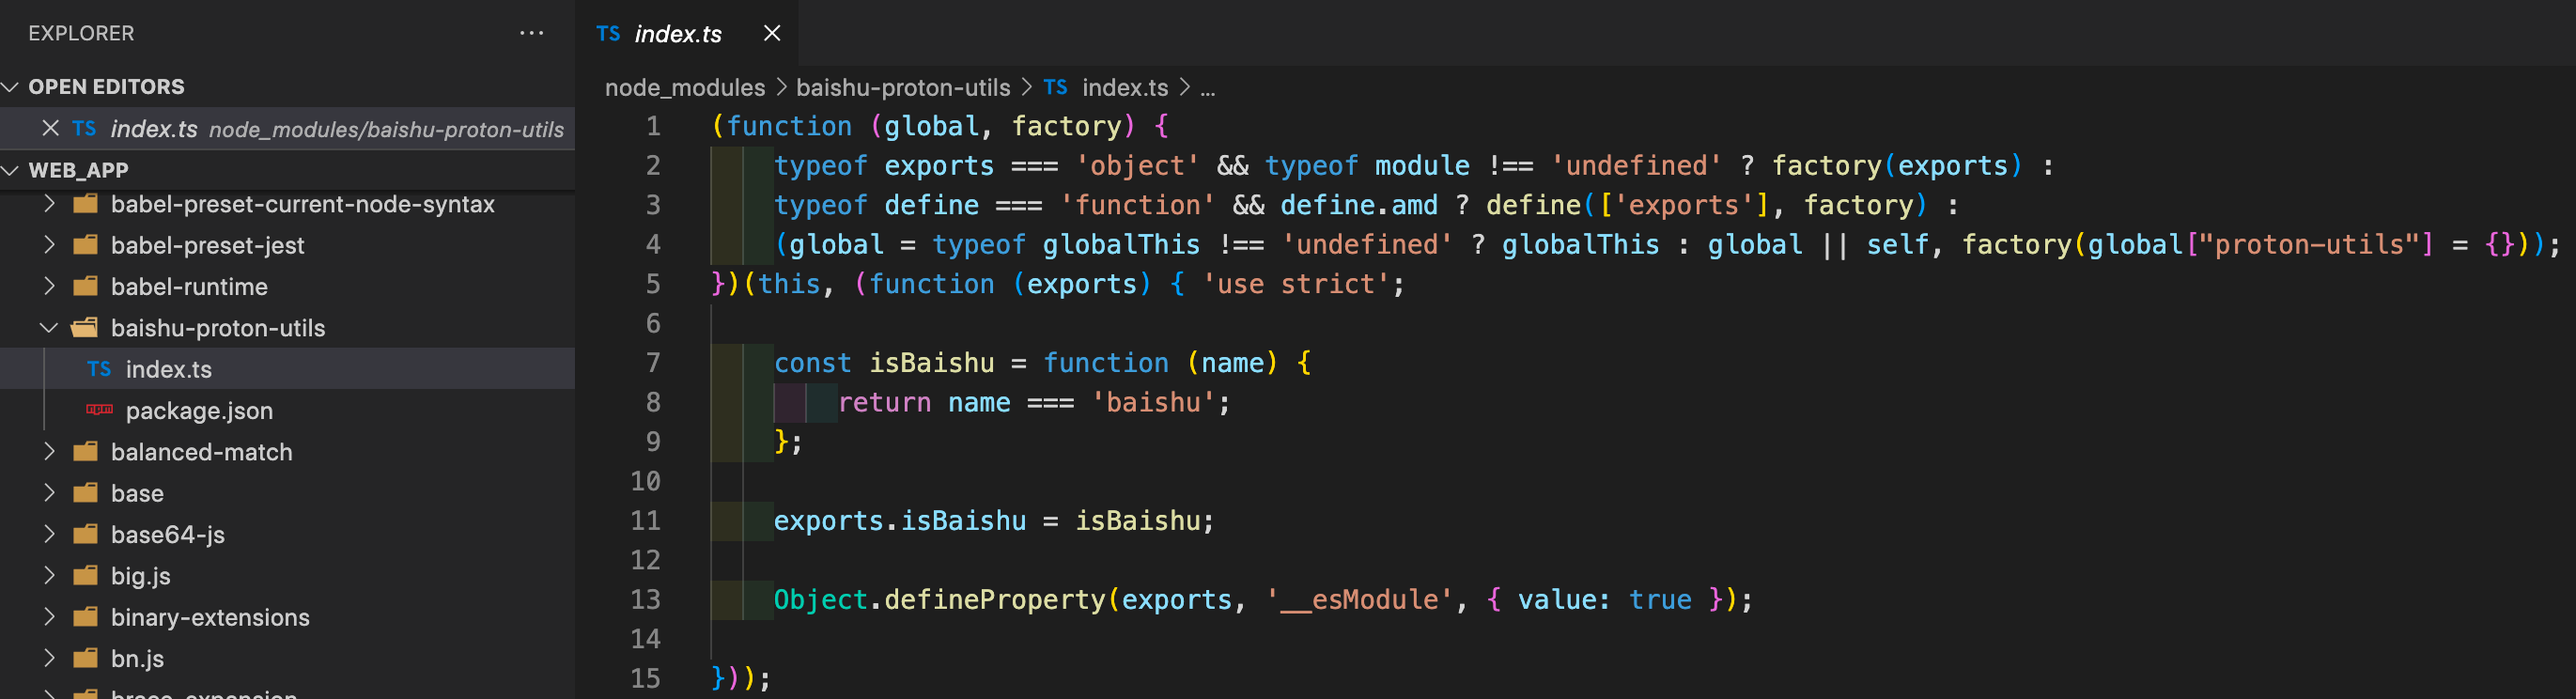 EXPLORER
···
OPEN EDITORS
TS index.ts node_modules/baishu-proton-utils
WEB_APP
babel-preset-current-node-syntax
babel-preset-jest
babel-runtime
baishu-proton-utils
TS index.ts
package.json
balanced-match
base
base64-js
big.js
binary-extensions
bn.js
brace-expansion
TS index.ts
node_modules > baishu-proton-utils > TS index.ts > ...
1 (function (global, factory) {
2 typeof exports === 'object' && typeof module !== 'undefined' ? factory(exports) :
3 typeof define === 'function' && define.amd ? define(['exports'], factory) :
4 (global = typeof globalThis !== 'undefined' ? globalThis : global || self, factory(global["proton-utils"] = {}));
5 })(this, (function (exports) { 'use strict';
6
7 const isBaishu = function (name) {
8 return name === 'baishu';
9 };
10
11 exports.isBaishu = isBaishu;
12
13 Object.defineProperty(exports, '__esModule', { value: true });
14
15 }));